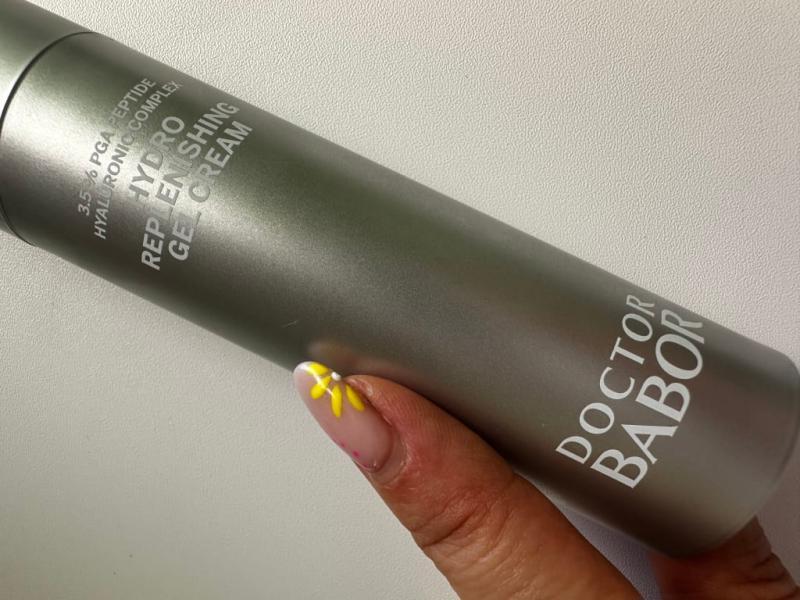 3.5 % PGA PEPTIDE
HYALURONIC COMPLEX
HYDRO
REPLENISHING
GEL CREAM
DOCTOR
BABOR